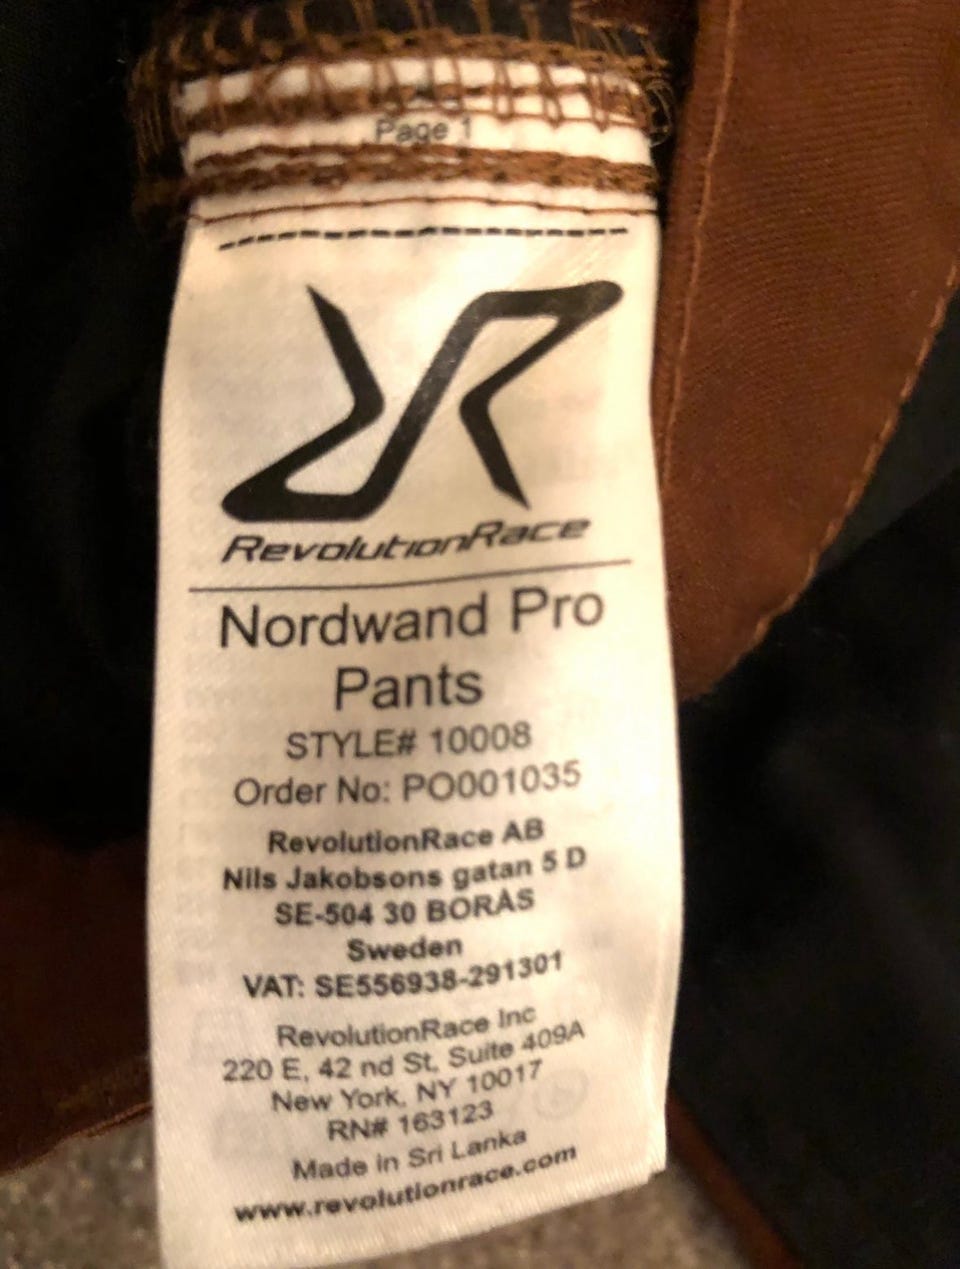 Page 1
RevolutionRace
Nordwand Pro
Pants
STYLE# 10008
Order No: PO001035
RevolutionRace AB
Nils Jakobsons gatan 5 D
SE-504 30 BORÅS
Sweden
VAT: SE556938-291301
RevolutionRace Inc
220 E, 42 nd St, Suite 409A
New York, NY 10017
RN# 163123
Made in Sri Lanka
www.revolutionrace.com